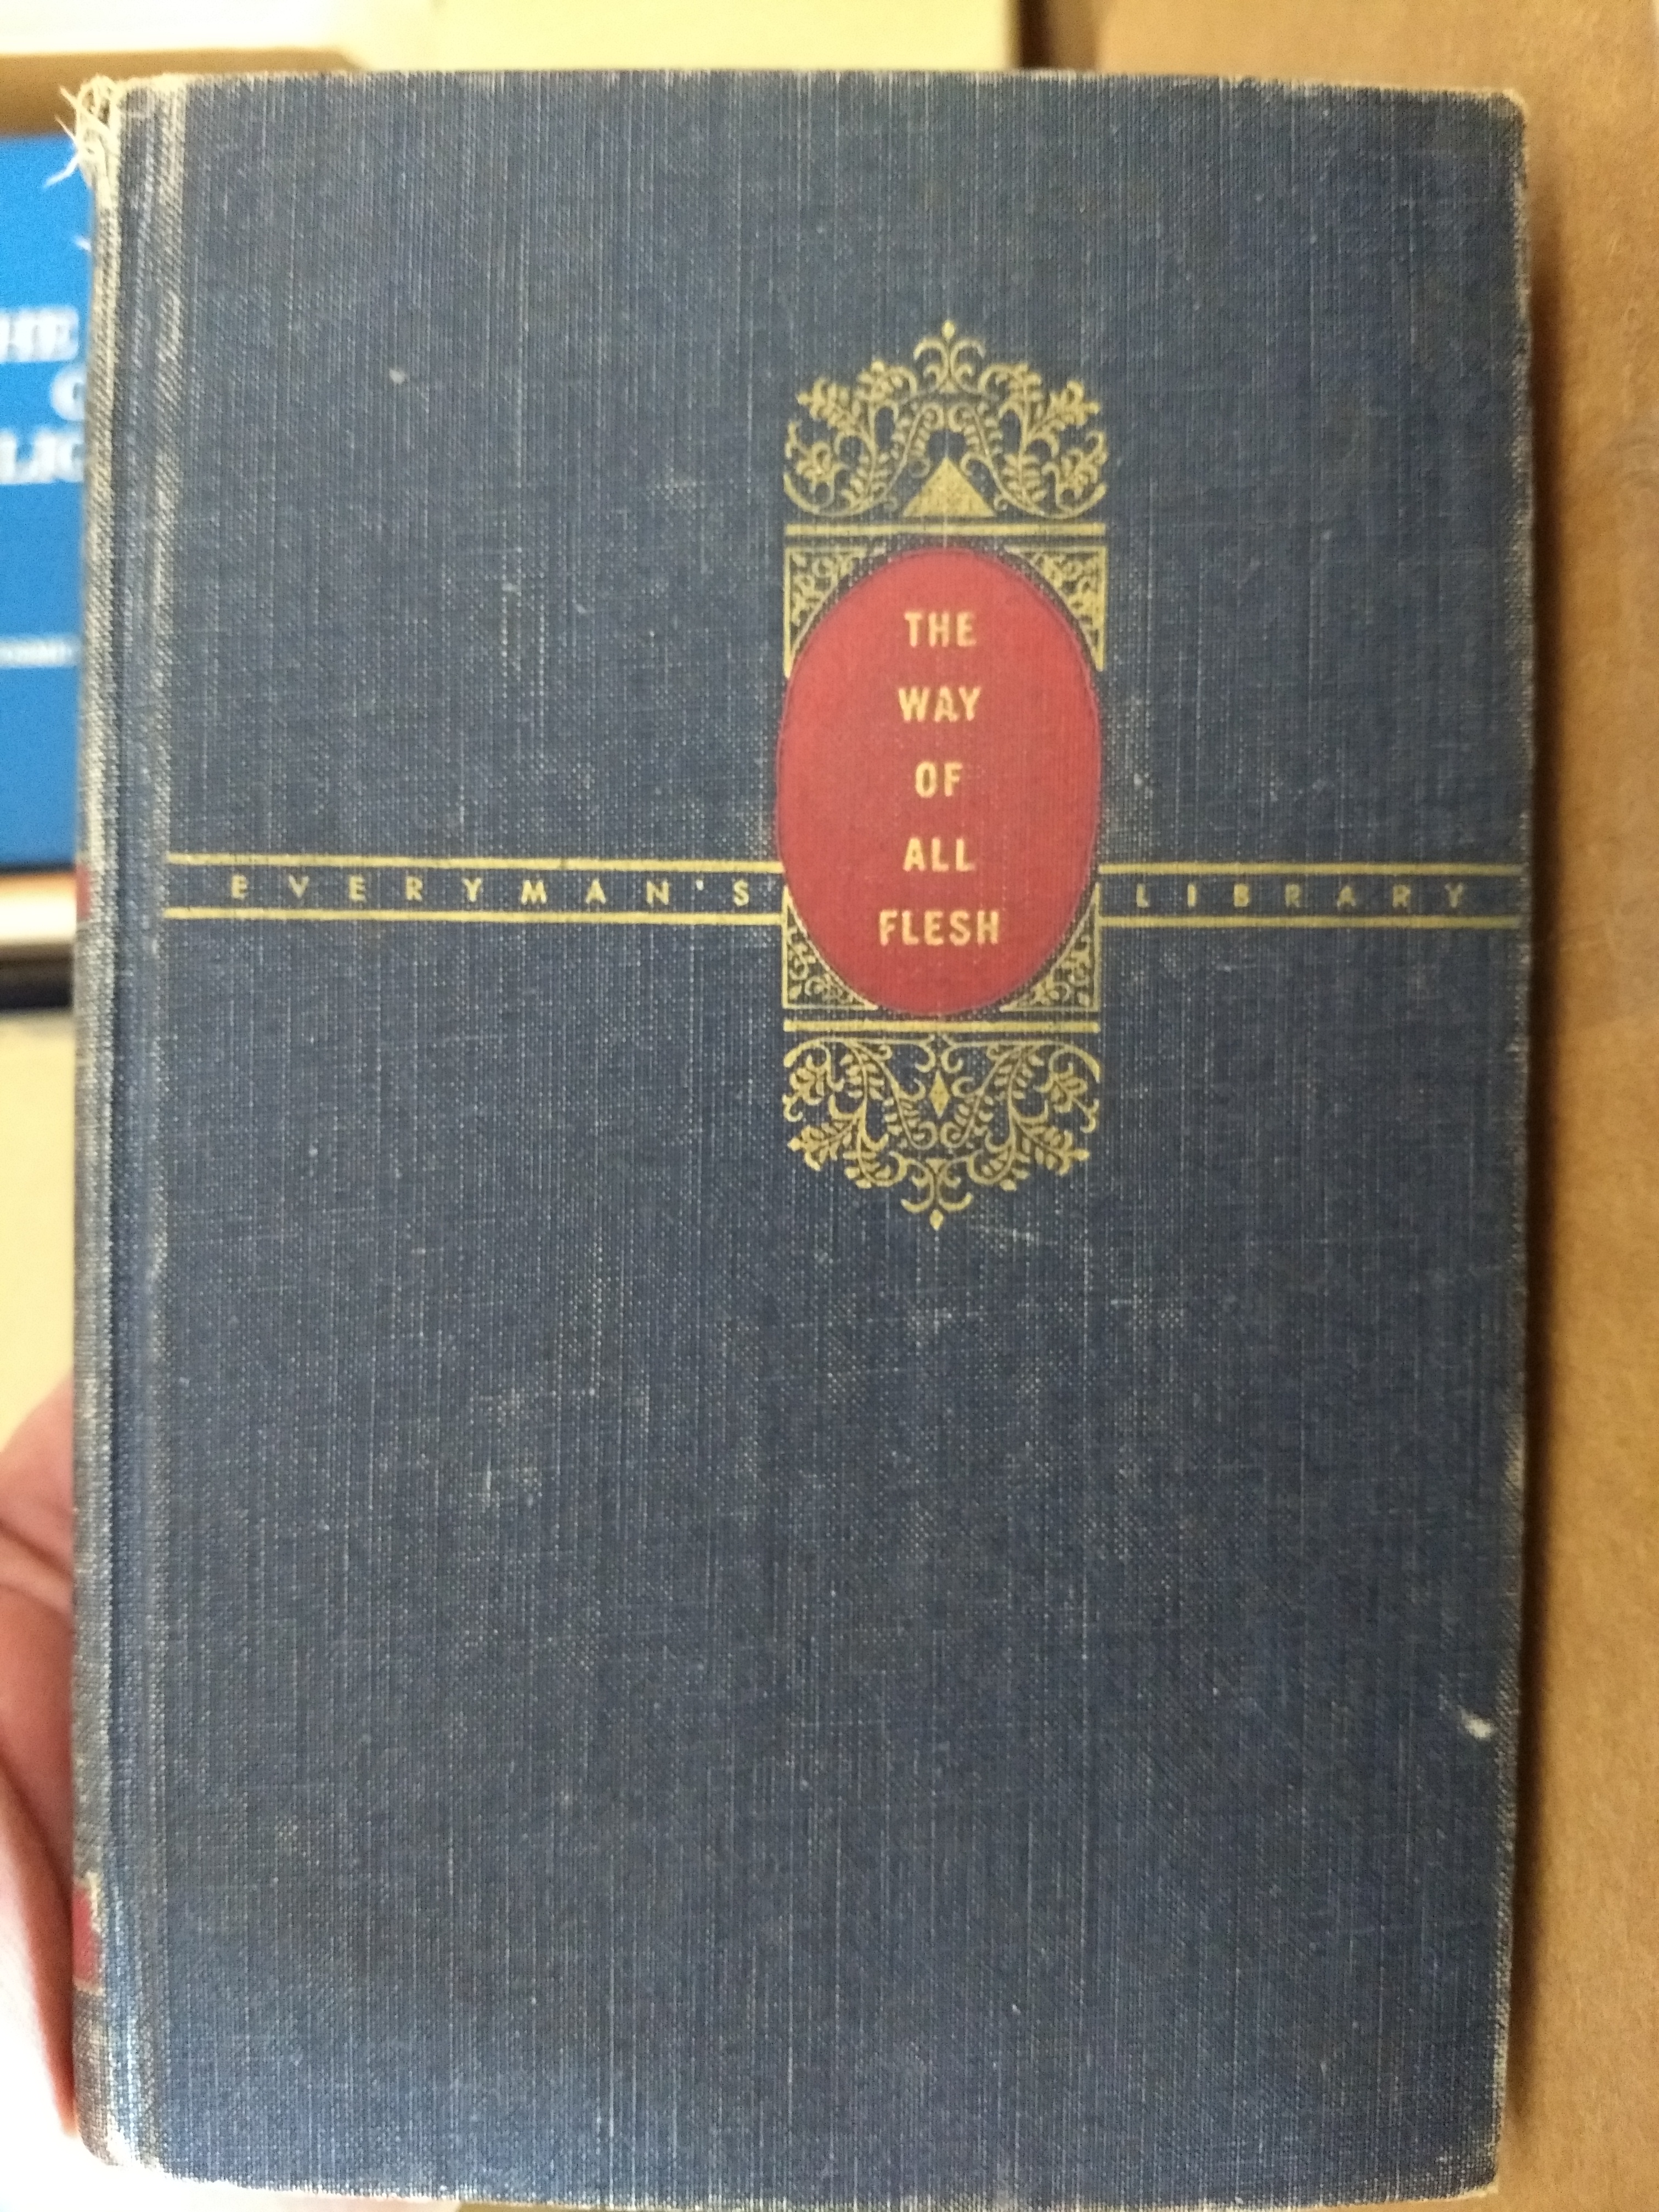 THE
WAY
OF
ALL
FLESH
EVERYMAN'S LIBRARY